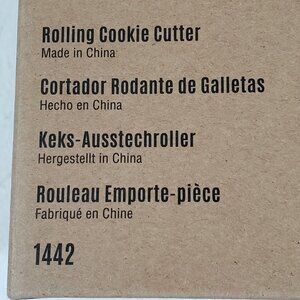 Rolling Cookie Cutter
Made in China
Cortador Rodante de Galletas
Hecho en China
Keks-Ausstechroller
Hergestellt in China
Rouleau Emporte-pièce
Fabriqué en Chine
1442